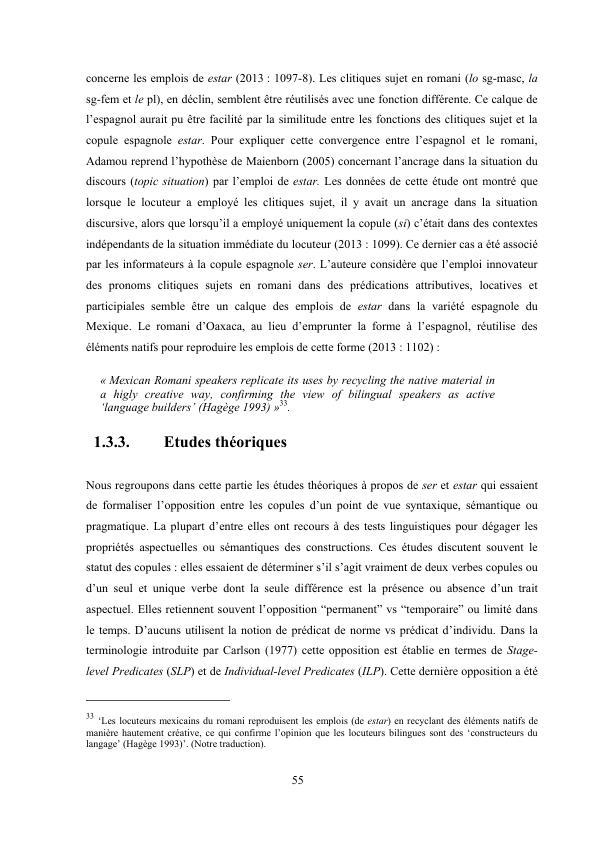 concerne les emplois de estar (2013 : 1097-8). Les clitiques sujet en romani (lo sg-masc, la
sg-fem et le pl), en déclin, semblent être réutilisés avec une fonction différente. Ce calque de
l'espagnol aurait pu être facilité par la similitude entre les fonctions des clitiques sujet et la
copule espagnole estar. Pour expliquer cette convergence entre l'espagnol et le romani,
Adamou reprend l'hypothèse de Maienborn (2005) concernant l'ancrage dans la situation du
discours (topic situation) par l'emploi de estar. Les données de cette étude ont montré que
lorsque le locuteur a employé les clitiques sujet, il y avait un ancrage dans la situation
discursive, alors que lorsqu'il a employé uniquement la copule (si) c'était dans des contextes
indépendants de la situation immédiate du locuteur (2013 : 1099). Ce dernier cas a été associé
par les informateurs à la copule espagnole ser. L'auteure considère que l'emploi innovateur
des pronoms clitiques sujets en romani dans des prédications attributives, locatives et
participiales semble être un calque des emplois de estar dans la variété espagnole du
Mexique. Le romani d'Oaxaca, au lieu d'emprunter la forme à l'espagnol, réutilise des
éléments natifs pour reproduire les emplois de cette forme (2013 : 1102) :
« Mexican Romani speakers replicate its uses by recycling the native material in
a higly creative way, confirming the view of bilingual speakers as active
'language builders' (Hagège 1993) »33.
1.3.3. Etudes théoriques
Nous regroupons dans cette partie les études théoriques à propos de ser et estar qui essaient
de formaliser l'opposition entre les copules d'un point de vue syntaxique, sémantique ou
pragmatique. La plupart d'entre elles ont recours à des tests linguistiques pour dégager les
propriétés aspectuelles ou sémantiques des constructions. Ces études discutent souvent le
statut des copules : elles essaient de déterminer s'il s'agit vraiment de deux verbes copules ou
d'un seul et unique verbe dont la seule différence est la présence ou absence d'un trait
aspectuel. Elles retiennent souvent l'opposition "permanent" vs "temporaire" ou limité dans
le temps. D'aucuns utilisent la notion de prédicat de norme vs prédicat d'individu. Dans la
terminologie introduite par Carlson (1977) cette opposition est établie en termes de Stage-
level Predicates (SLP) et de Individual-level Predicates (ILP). Cette dernière opposition a été
33 'Les locuteurs mexicains du romani reproduisent les emplois (de estar) en recyclant des éléments natifs de
manière hautement créative, ce qui confirme l'opinion que les locuteurs bilingues sont des 'constructeurs du
langage' (Hagège 1993)'. (Notre traduction).
55